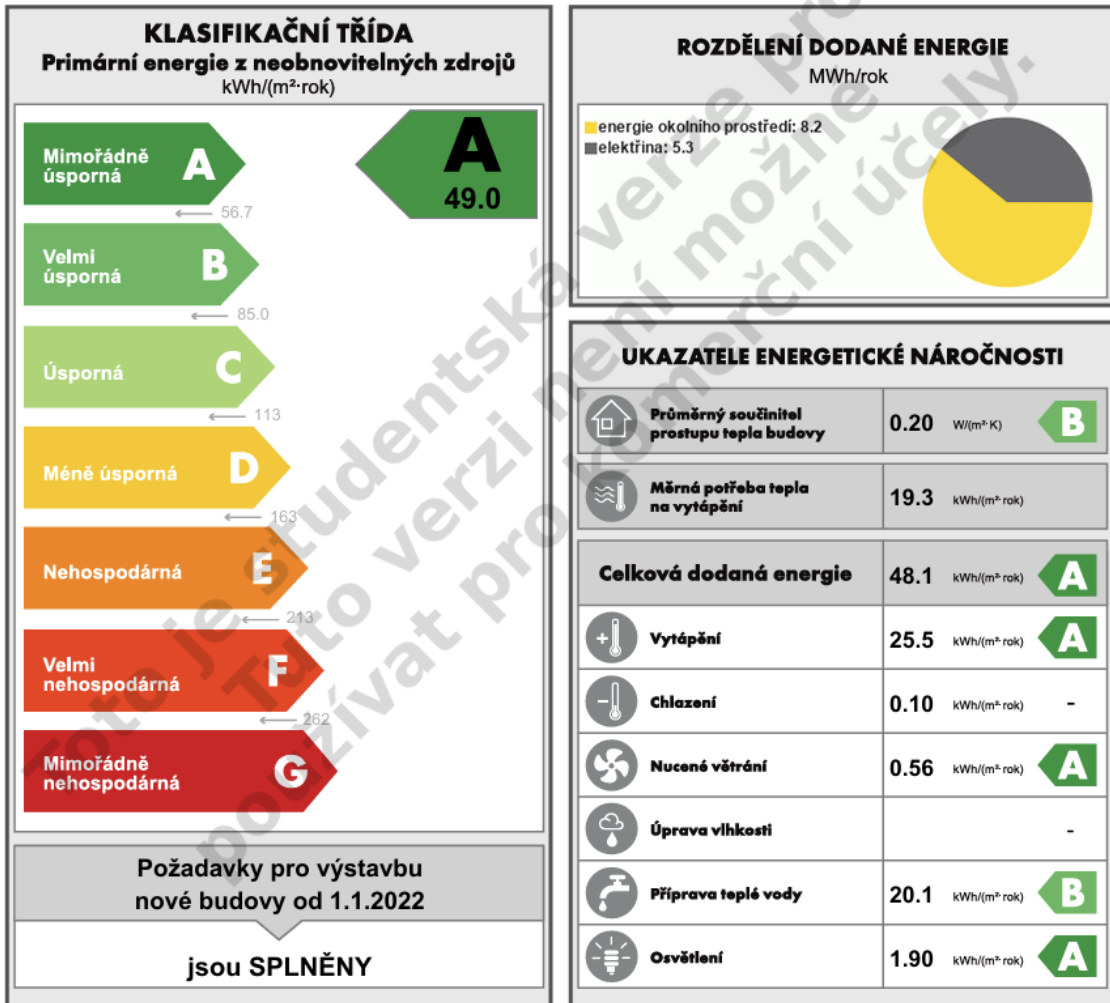 KLASIFIKAČNÍ TŘÍDA
Primární energie z neobnovitelných zdrojů
kWh/(m²·rok)
Mimořádně
úsporná
A
A
49.0
56.7
Velmi
úsporná
B
85.0
Úsporná
C
113
Méně úsporná
D
163
Nehospodárná
E
213
Velmi
nehospodárná
F
262
Mimořádně
nehospodárná
G
Požadavky pro výstavbu
nové budovy od 1.1.2022
jsou SPLNĚNY
ROZDĚLENÍ DODANÉ ENERGIE
MWh/rok
energie okolního prostředí: 8.2
elektřina: 5.3
UKAZATELE ENERGETICKÉ NÁROČNOSTI
Průměrný součinitel
prostupu tepla budovy
0.20 W/(m²·K) B
Měrná potřeba tepla
na vytápění
19.3 kWh/(m²·rok)
Celková dodaná energie 48.1 kWh/(m²·rok) A
Vytápění 25.5 kWh/(m²·rok) A
Chlazení 0.10 kWh/(m²·rok) -
Nucené větrání 0.56 kWh/(m²·rok) A
Úprava vlhkosti -
Příprava teplé vody 20.1 kWh/(m²·rok) B
Osvětlení 1.90 kWh/(m²·rok) A
Toto je studentská verze
Tuto verzi není možné
používat pro komerční účely.